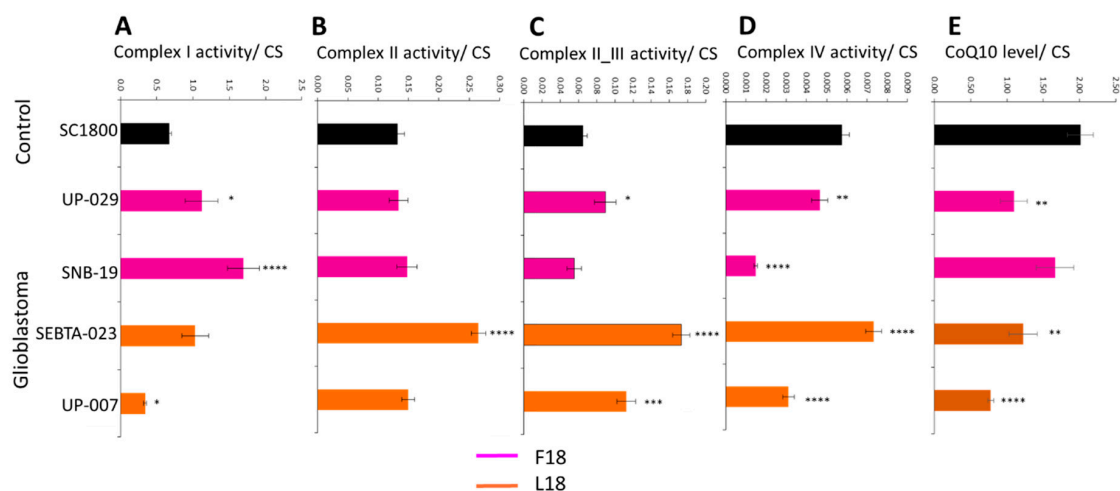 A B C D E
Complex I activity/ CS Complex II activity/ CS Complex II_III activity/ CS Complex IV activity/ CS CoQ10 level/ CS
0.0 0.5 1.0 1.5 2.0 2.5 0.00 0.05 0.10 0.15 0.20 0.25 0.30 0.00 0.02 0.04 0.06 0.08 0.10 0.12 0.14 0.16 0.18 0.20 0.000 0.001 0.002 0.003 0.004 0.005 0.006 0.007 0.008 0.009 0.00 0.50 1.00 1.50 2.00 2.50
Control
SC1800
Glioblastoma
UP-029 * * ** **
SNB-19 **** ****
SEBTA-023 **** **** **** **
UP-007 * *** **** ****
F18
L18